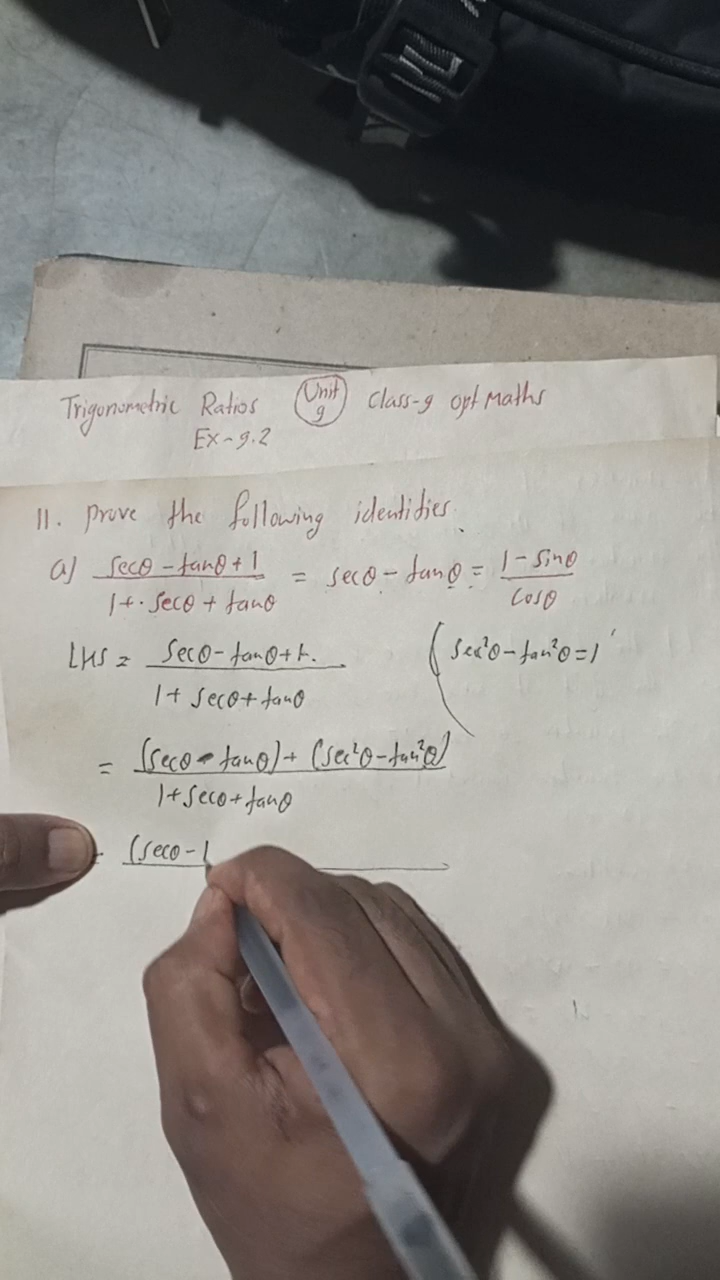 Trigonometric Ratios Unit 9 Class-9 opt Maths
Ex-9.2
11. prove the following identities.
a) (secθ - tanθ + 1)/(1 + secθ + tanθ) = secθ - tanθ = (1 - sinθ)/cosθ
LHS = (secθ - tanθ + 1)/(1 + secθ + tanθ) (sec²θ - tan²θ = 1
= ((secθ - tanθ) + (sec²θ - tan²θ))/(1 + secθ + tanθ)
= (secθ -